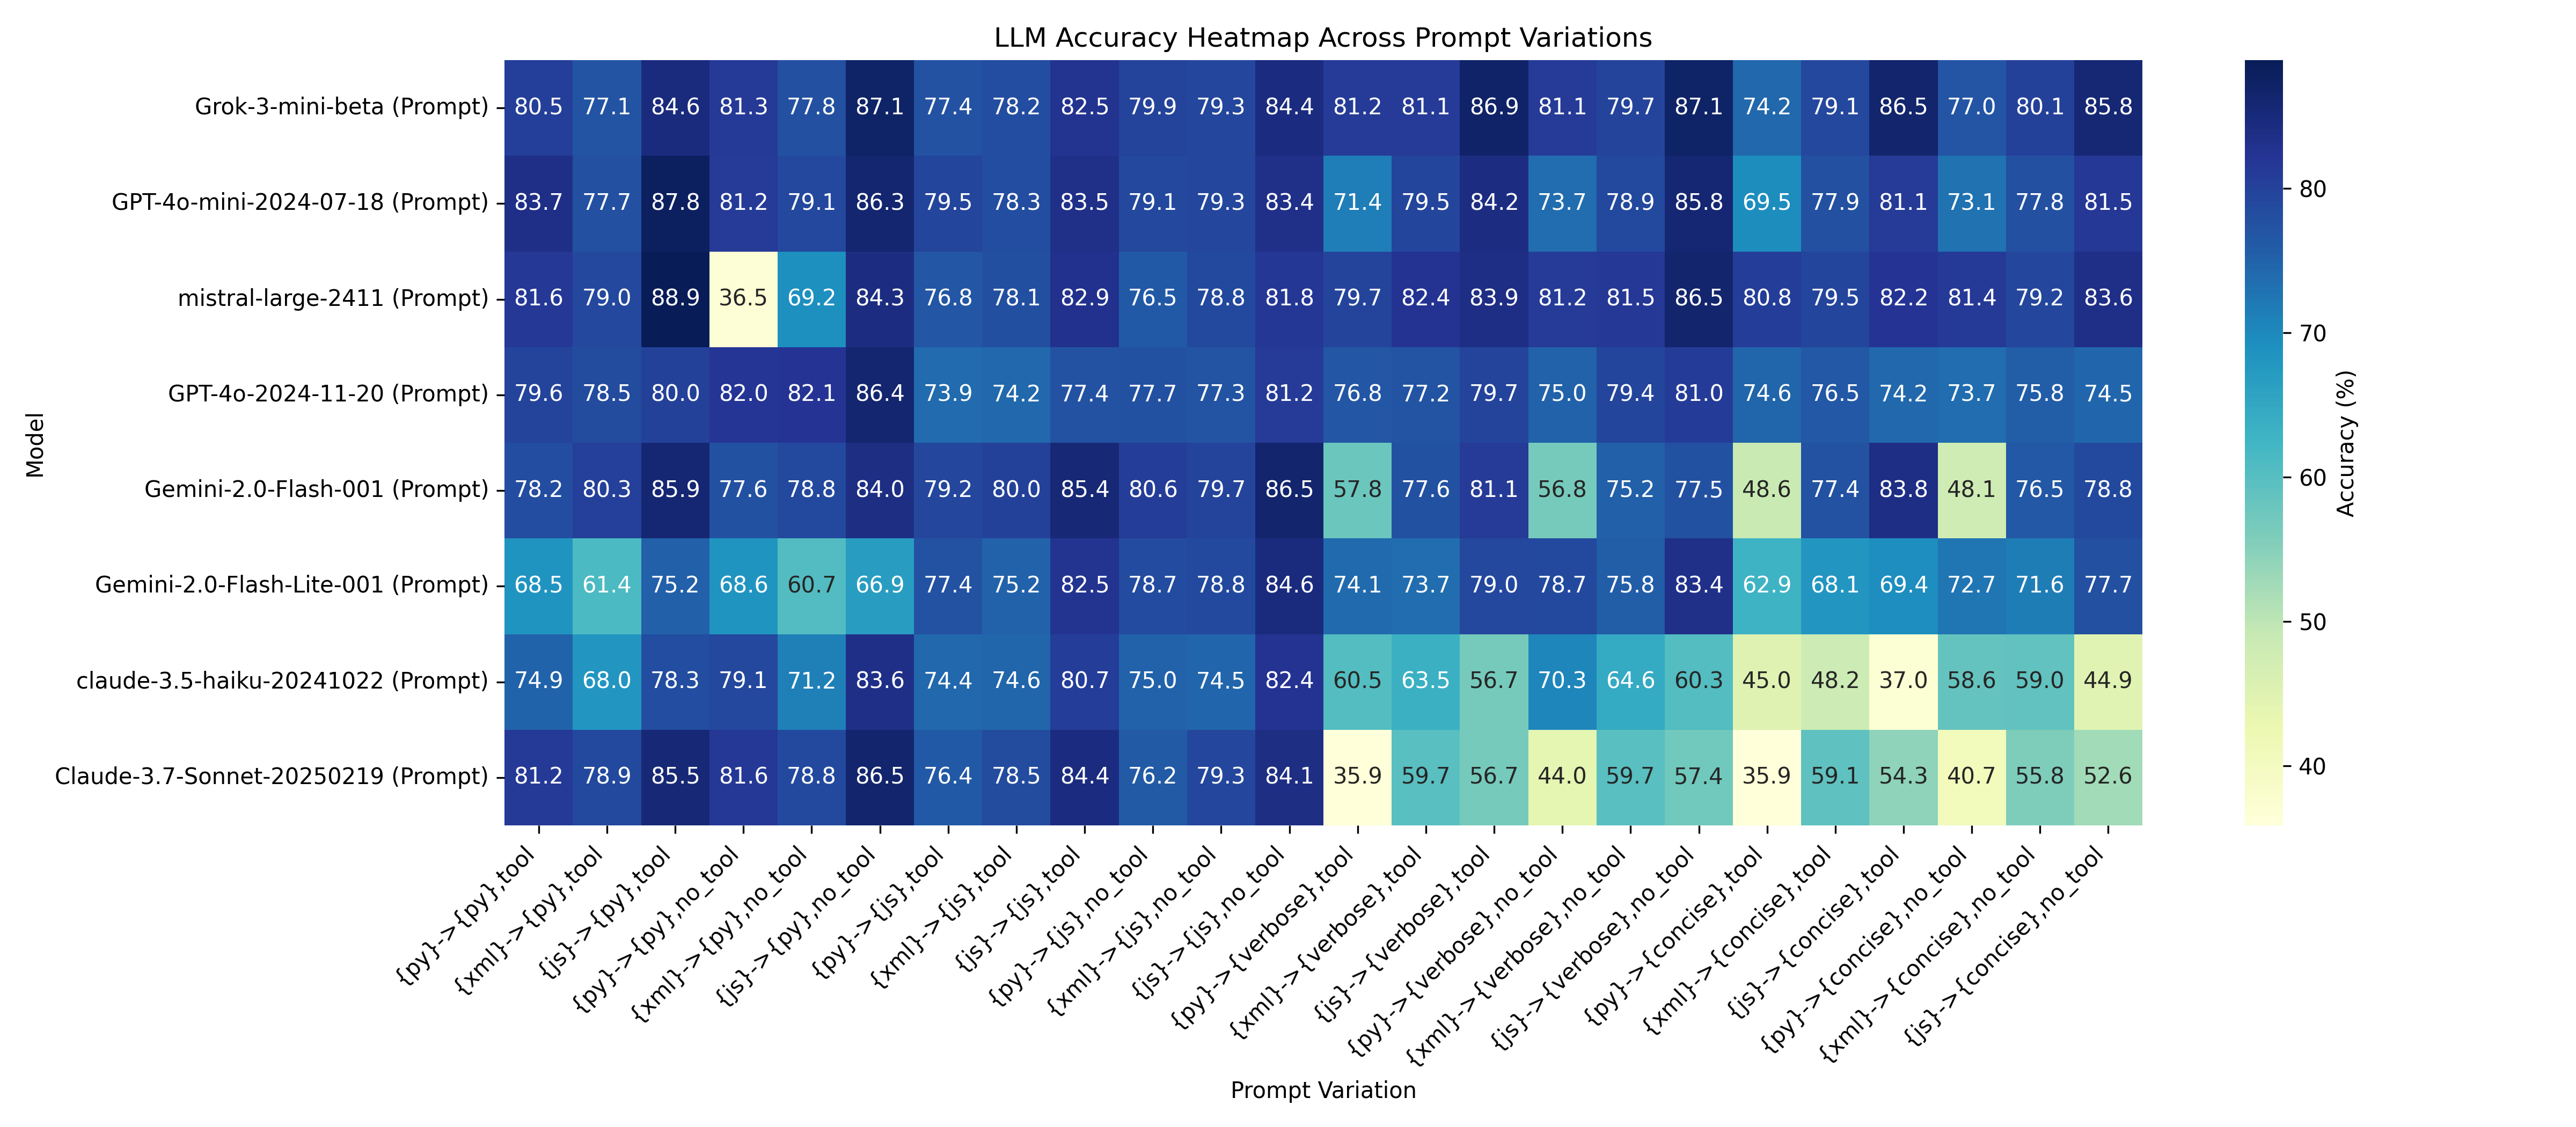 LLM Accuracy Heatmap Across Prompt Variations
Model
Grok-3-mini-beta (Prompt) 80.5 77.1 84.6 81.3 77.8 87.1 77.4 78.2 82.5 79.9 79.3 84.4 81.2 81.1 86.9 81.1 79.7 87.1 74.2 79.1 86.5 77.0 80.1 85.8
GPT-4o-mini-2024-07-18 (Prompt) 83.7 77.7 87.8 81.2 79.1 86.3 79.5 78.3 83.5 79.1 79.3 83.4 71.4 79.5 84.2 73.7 78.9 85.8 69.5 77.9 81.1 73.1 77.8 81.5
mistral-large-2411 (Prompt) 81.6 79.0 88.9 36.5 69.2 84.3 76.8 78.1 82.9 76.5 78.8 81.8 79.7 82.4 83.9 81.2 81.5 86.5 80.8 79.5 82.2 81.4 79.2 83.6
GPT-4o-2024-11-20 (Prompt) 79.6 78.5 80.0 82.0 82.1 86.4 73.9 74.2 77.4 77.7 77.3 81.2 76.8 77.2 79.7 75.0 79.4 81.0 74.6 76.5 74.2 73.7 75.8 74.5
Gemini-2.0-Flash-001 (Prompt) 78.2 80.3 85.9 77.6 78.8 84.0 79.2 80.0 85.4 80.6 79.7 86.5 57.8 77.6 81.1 56.8 75.2 77.5 48.6 77.4 83.8 48.1 76.5 78.8
Gemini-2.0-Flash-Lite-001 (Prompt) 68.5 61.4 75.2 68.6 60.7 66.9 77.4 75.2 82.5 78.7 78.8 84.6 74.1 73.7 79.0 78.7 75.8 83.4 62.9 68.1 69.4 72.7 71.6 77.7
claude-3.5-haiku-20241022 (Prompt) 74.9 68.0 78.3 79.1 71.2 83.6 74.4 74.6 80.7 75.0 74.5 82.4 60.5 63.5 56.7 70.3 64.6 60.3 45.0 48.2 37.0 58.6 59.0 44.9
Claude-3.7-Sonnet-20250219 (Prompt) 81.2 78.9 85.5 81.6 78.8 86.5 76.4 78.5 84.4 76.2 79.3 84.1 35.9 59.7 56.7 44.0 59.7 57.4 35.9 59.1 54.3 40.7 55.8 52.6
{py}->{py},tool
{xml}->{py},tool
{js}->{py},tool
{py}->{py},no_tool
{xml}->{py},no_tool
{js}->{py},no_tool
{py}->{js},tool
{xml}->{js},tool
{js}->{js},tool
{py}->{js},no_tool
{xml}->{js},no_tool
{js}->{js},no_tool
{py}->{verbose},tool
{xml}->{verbose},tool
{js}->{verbose},tool
{py}->{verbose},no_tool
{xml}->{verbose},no_tool
{js}->{verbose},no_tool
{py}->{concise},tool
{xml}->{concise},tool
{js}->{concise},tool
{py}->{concise},no_tool
{xml}->{concise},no_tool
{js}->{concise},no_tool
Prompt Variation
80
70
60
50
40
Accuracy (%)